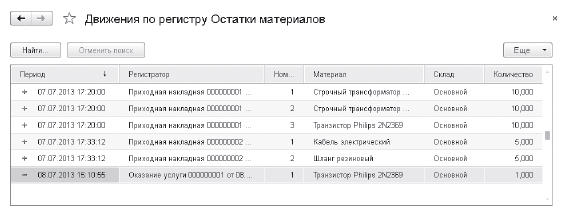 Движения по регистру Остатки материалов
Найти... Отменить поиск Еще
Период Регистратор Ном... Материал Склад Количество
07.07.2013 17:20:00 Приходная накладная 000000001 ... 1 Строчный трансформатор ... Основной 10,000
07.07.2013 17:20:00 Приходная накладная 000000001 ... 2 Строчный трансформатор ... Основной 10,000
07.07.2013 17:20:00 Приходная накладная 000000001 ... 3 Транзистор Philips 2N2369 Основной 10,000
07.07.2013 17:33:12 Приходная накладная 000000002 ... 1 Кабель электрический Основной 5,000
07.07.2013 17:33:12 Приходная накладная 000000002 ... 2 Шланг резиновый Основной 5,000
08.07.2013 15:10:55 Оказание услуги 000000001 от 08.... 1 Транзистор Philips 2N2369 Основной 1,000